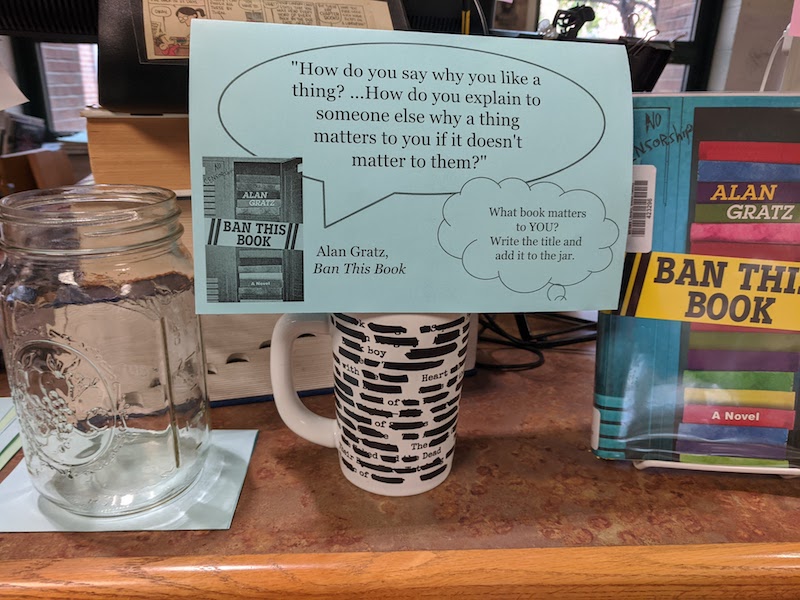 "How do you say why you like a
thing? ...How do you explain to
someone else why a thing
matters to you if it doesn't
matter to them?"
ALAN
GRATZ
BAN THIS
BOOK
A Novel
Alan Gratz,
Ban This Book
What book matters
to YOU?
Write the title and
add it to the jar.
NO
ENSORSHIP
ALAN
GRATZ
BAN THI
BOOK
A Novel
boy
with
Heart
of
of
The
the Dead
of